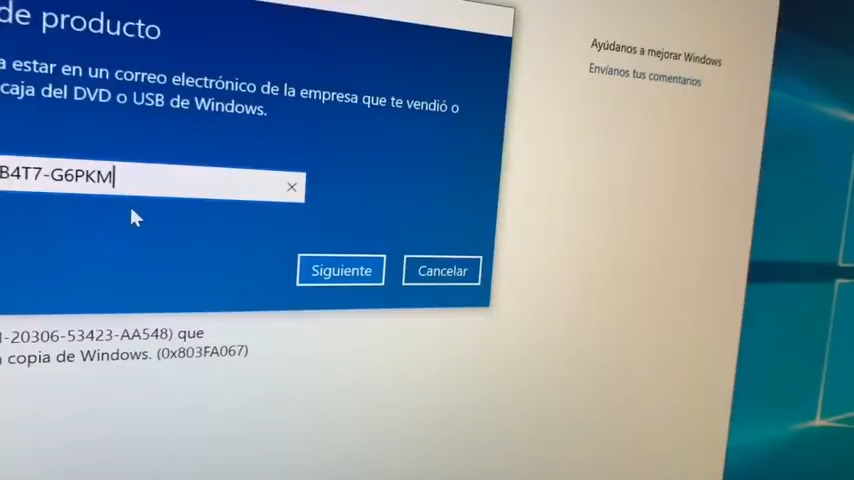 de producto
a estar en un correo electrónico de la empresa que te vendió o
caja del DVD o USB de Windows.
B4T7-G6PKM
Siguiente
Cancelar
-20306-53423-AA548) que
copia de Windows. (0x803FA067)
Ayúdanos a mejorar Windows
Envíanos tus comentarios